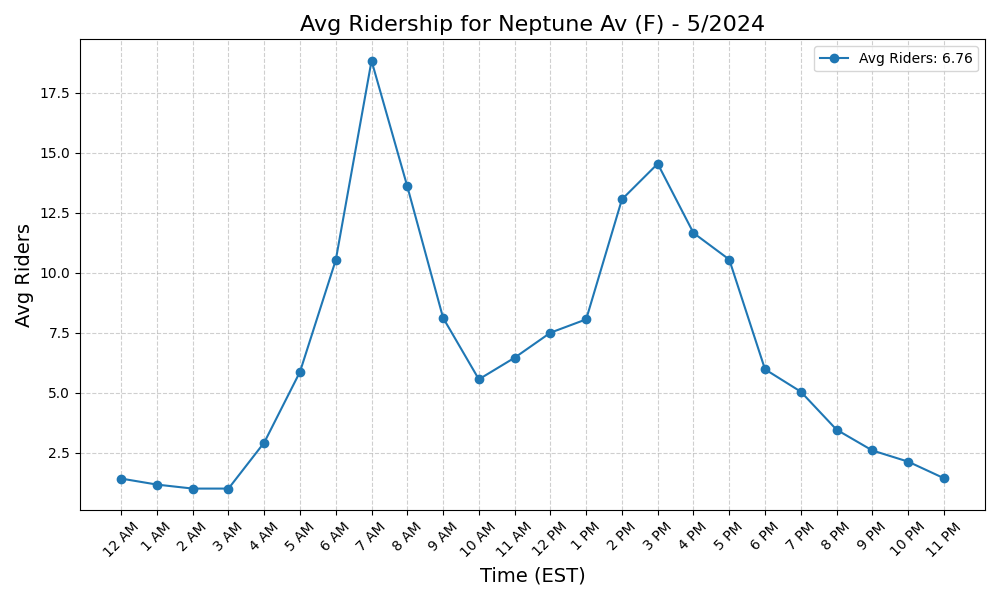 Avg Ridership for Neptune Av (F) - 5/2024
Avg Riders: 6.76
Avg Riders
17.5
15.0
12.5
10.0
7.5
5.0
2.5
12 AM
1 AM
2 AM
3 AM
4 AM
5 AM
6 AM
7 AM
8 AM
9 AM
10 AM
11 AM
12 PM
1 PM
2 PM
3 PM
4 PM
5 PM
6 PM
7 PM
8 PM
9 PM
10 PM
11 PM
Time (EST)